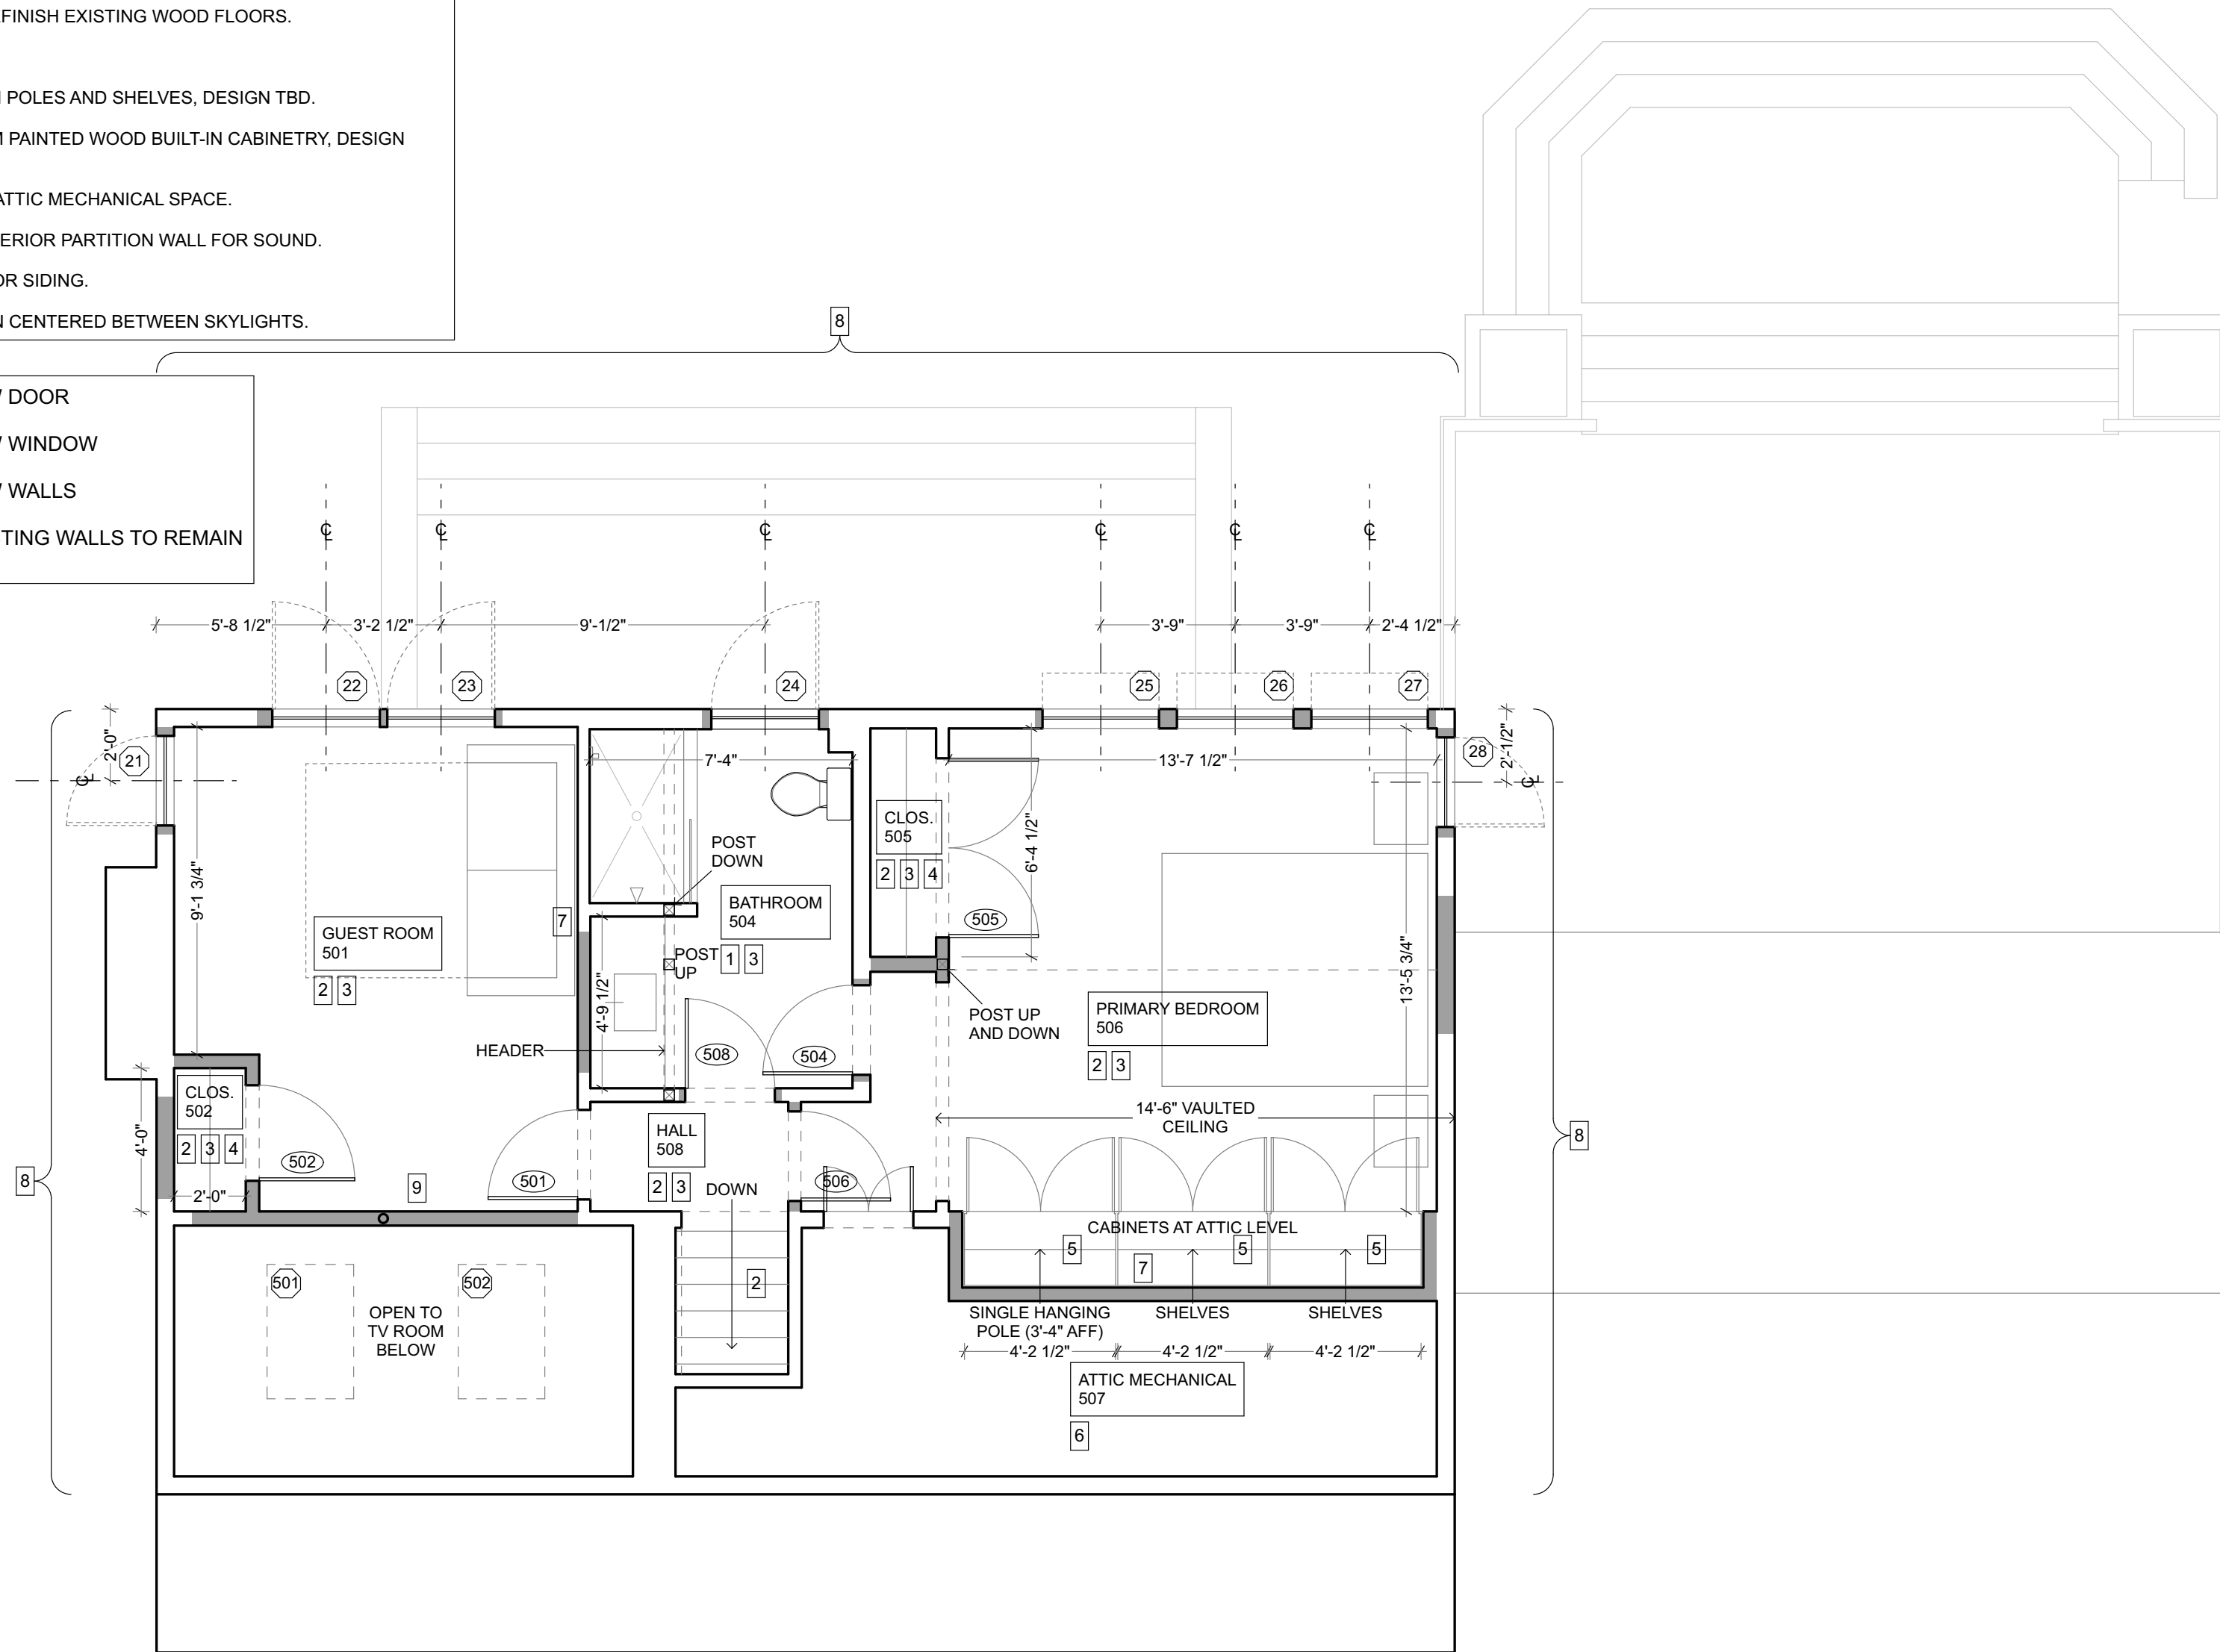 FINISH EXISTING WOOD FLOORS.
POLES AND SHELVES, DESIGN TBD.
PAINTED WOOD BUILT-IN CABINETRY, DESIGN
ATTIC MECHANICAL SPACE.
ERIOR PARTITION WALL FOR SOUND.
OR SIDING.
CENTERED BETWEEN SKYLIGHTS.
DOOR
WINDOW
WALLS
TING WALLS TO REMAIN
8
℄ ℄ ℄ ℄ ℄ ℄
5'-8 1/2" 3'-2 1/2" 9'-1/2" 3'-9" 3'-9" 2'-4 1/2"
22 23 24 25 26 27
21 2'-0" ℄
28 2'-1/2" ℄
7'-4" 13'-7 1/2"
9'-1 3/4"
6'-4 1/2"
13'-5 3/4"
CLOS.
505
2 3 4
POST
DOWN
BATHROOM
504
1 3
POST
UP
7
GUEST ROOM
501
2 3
505
4'-9 1/2"
PRIMARY BEDROOM
506
2 3
POST UP
AND DOWN
HEADER
508 504
CLOS.
502
2 3 4
4'-0"
2'-0"
502
9
501
HALL
508
2 3
DOWN
506
14'-6" VAULTED
CEILING
8
8
CABINETS AT ATTIC LEVEL
5 5 5
7
2
501 502
OPEN TO
TV ROOM
BELOW
SINGLE HANGING
POLE (3'-4" AFF)
SHELVES
SHELVES
4'-2 1/2" 4'-2 1/2" 4'-2 1/2"
ATTIC MECHANICAL
507
6